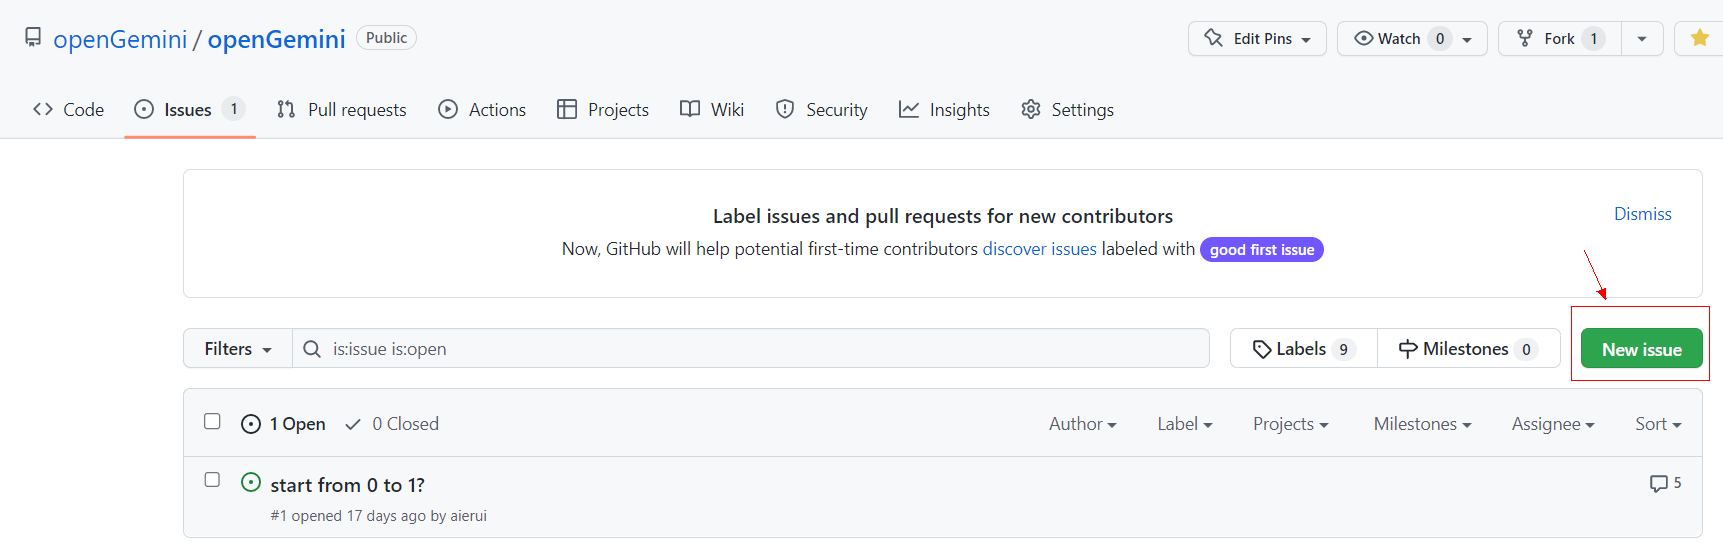 openGemini / openGemini Public Edit Pins Watch 0 Fork 1
Code Issues 1 Pull requests Actions Projects Wiki Security Insights Settings
Label issues and pull requests for new contributors
Dismiss
Now, GitHub will help potential first-time contributors discover issues labeled with good first issue
Filters is:issue is:open Labels 9 Milestones 0 New issue
1 Open 0 Closed Author Label Projects Milestones Assignee Sort
start from 0 to 1? 5
#1 opened 17 days ago by aierui